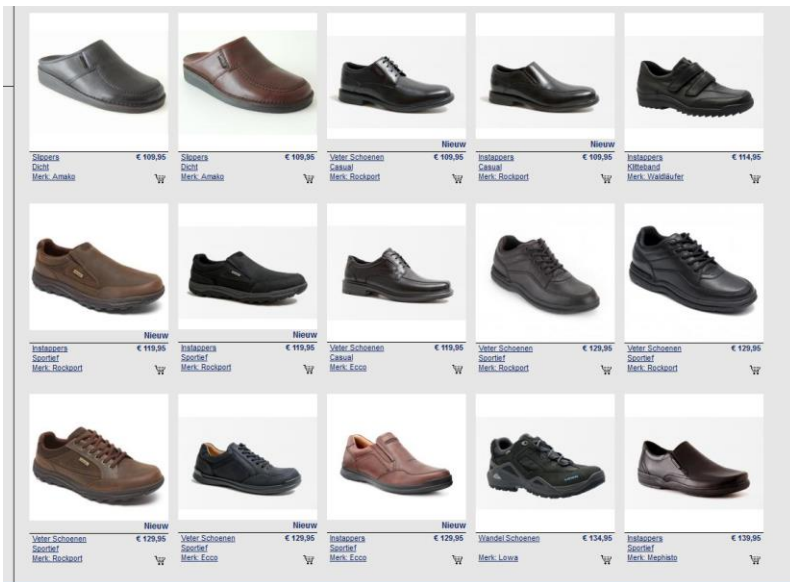 Nieuw
Nieuw
Slippers € 109,95
Dicht
Merk: Amako
Slippers € 109,95
Dicht
Merk: Amako
Veter Schoenen € 109,95
Casual
Merk: Rockport
Instappers € 109,95
Casual
Merk: Rockport
Instappers € 114,95
Klitteband
Merk: Waldläufer
Nieuw
Nieuw
Instappers € 119,95
Sportief
Merk: Rockport
Instappers € 119,95
Sportief
Merk: Rockport
Veter Schoenen € 119,95
Casual
Merk: Ecco
Veter Schoenen € 129,95
Sportief
Merk: Rockport
Veter Schoenen € 129,95
Sportief
Merk: Rockport
Nieuw
Nieuw
Nieuw
Veter Schoenen € 129,95
Sportief
Merk: Rockport
Veter Schoenen € 129,95
Sportief
Merk: Ecco
Instappers € 129,95
Sportief
Merk: Ecco
Wandel Schoenen € 134,95
Merk: Lowa
Instappers € 139,95
Sportief
Merk: Mephisto